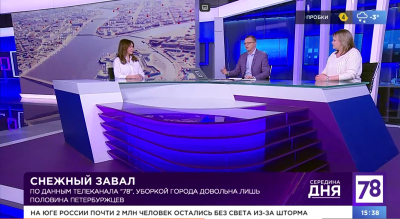 ПРОБКИ 4 -3°
СНЕЖНЫЙ ЗАВАЛ
ПО ДАННЫМ ТЕЛЕКАНАЛА "78", УБОРКОЙ ГОРОДА ДОВОЛЬНА ЛИШЬ
ПОЛОВИНА ПЕТЕРБУРЖЦЕВ
СЕРЕДИНА
ДНЯ
78
НА ЮГЕ РОССИИ ПОЧТИ 2 МЛН ЧЕЛОВЕК ОСТАЛИСЬ БЕЗ СВЕТА ИЗ-ЗА ШТОРМА
15:38